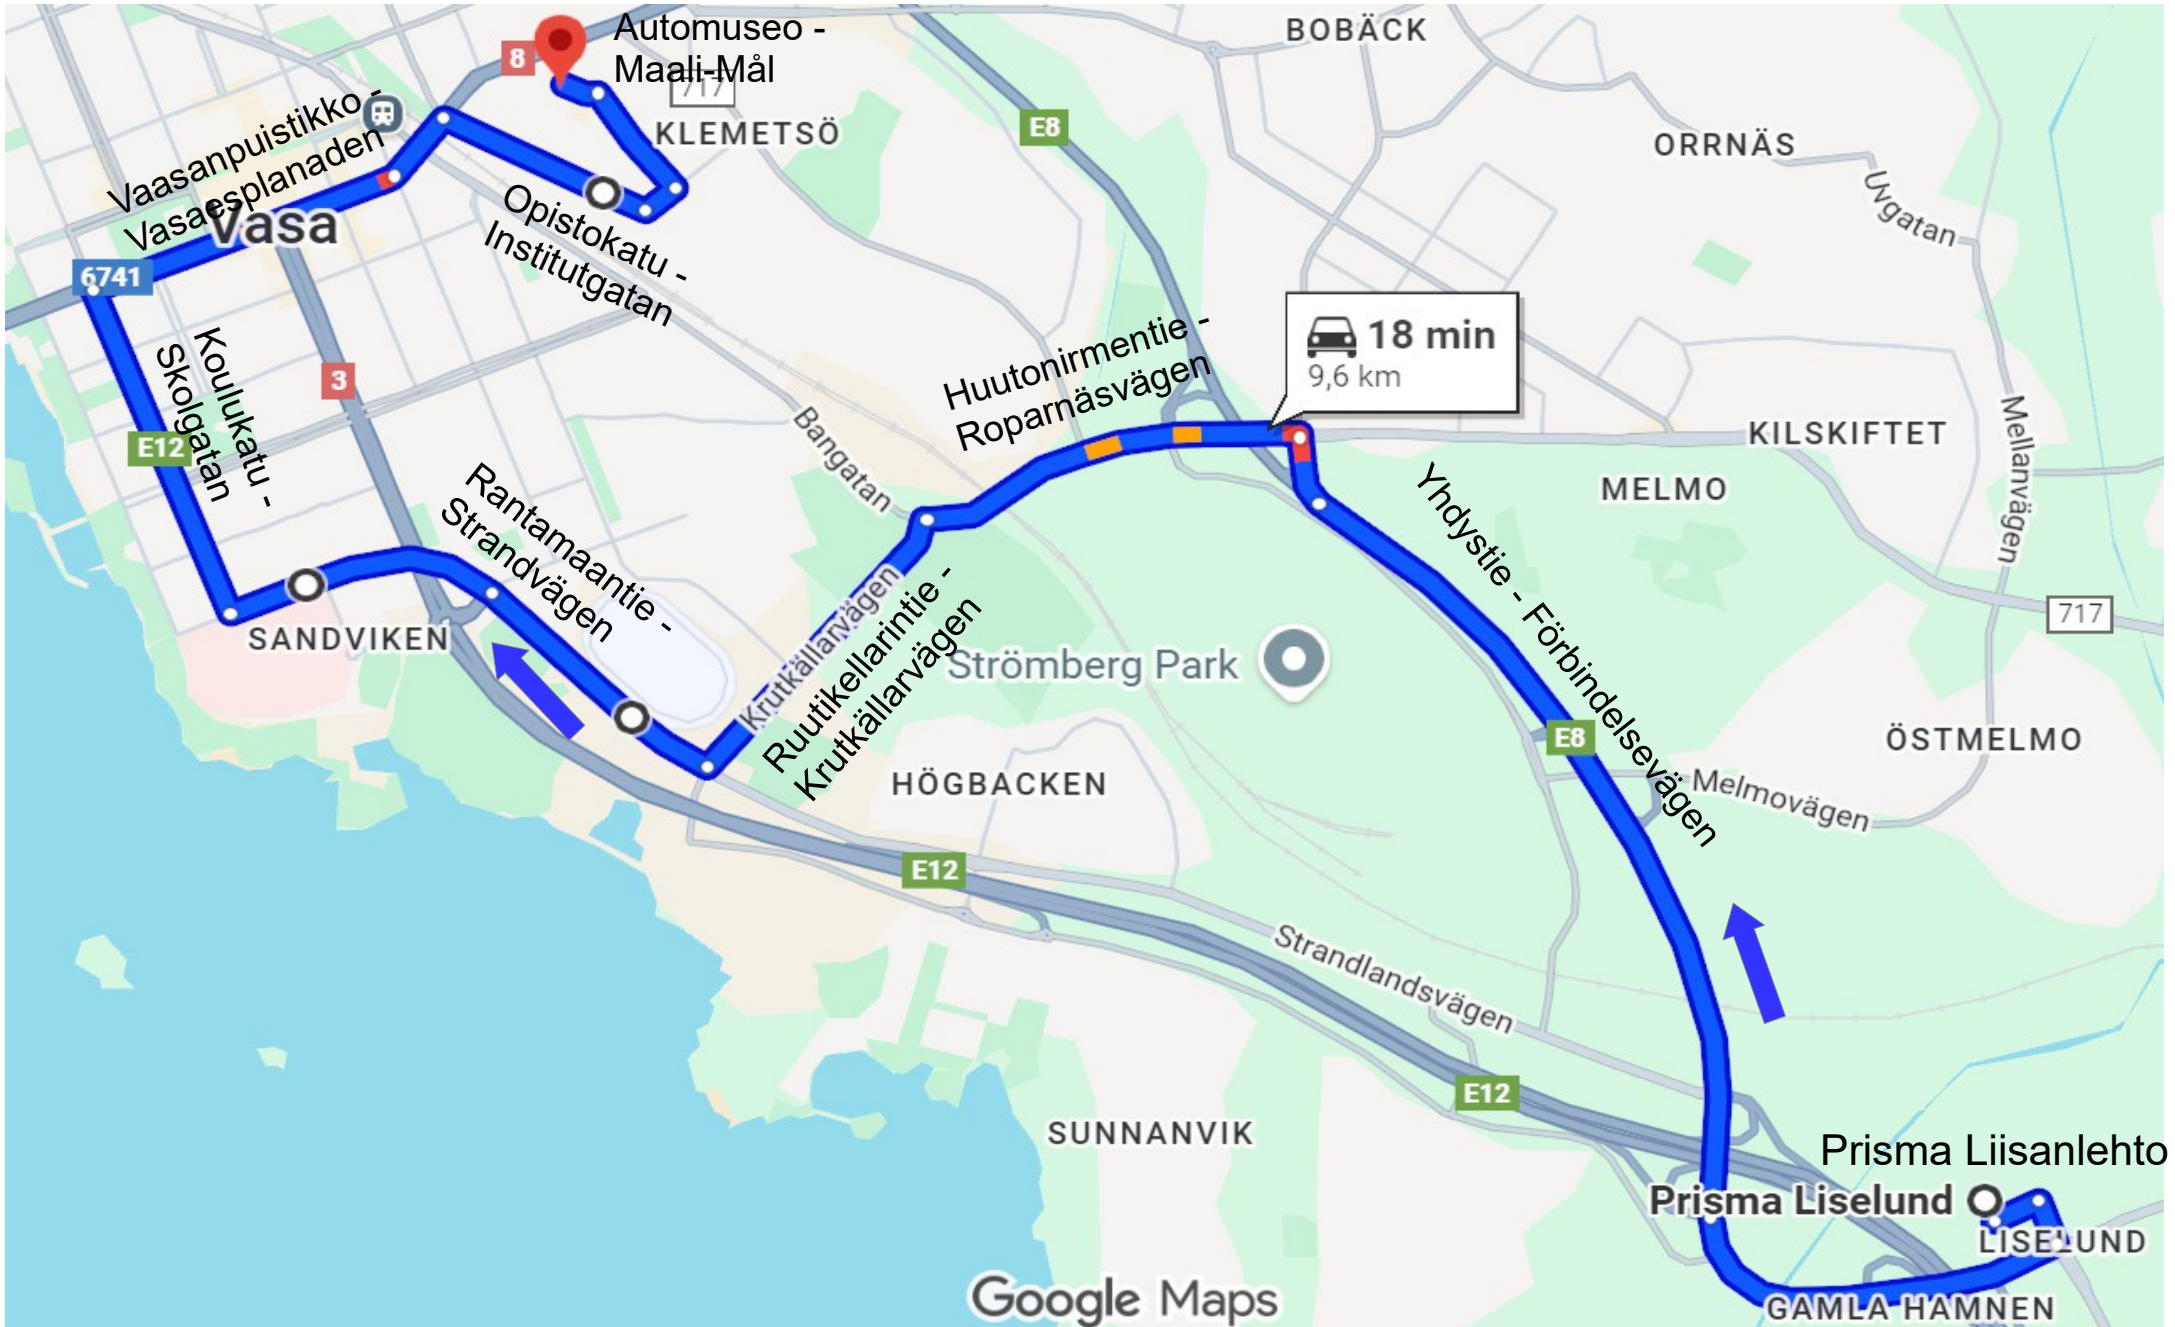 Automuseo -
Maali-Mål
BOBÄCK
8
717
KLEMETSÖ
E8
ORRNÄS
Uvgatan
Vaasanpuistikko -
Vasaesplanaden
Vasa
Opistokatu -
Institutgatan
6741
Koulukatu -
Skolgatan
3
E12
Huutonirmentie -
Roparnäsvägen
18 min
9,6 km
Bangatan
KILSKIFTET
Mellanvägen
MELMO
717
Rantamaantie -
Strandvägen
SANDVIKEN
Krutkällarvägen
Ruutikellarintie -
Krutkällarvägen
Strömberg Park
Yhdystie - Förbindelsevägen
E8
ÖSTMELMO
Melmovägen
HÖGBACKEN
E12
Strandlandsvägen
E12
SUNNANVIK
Prisma Liisanlehto
Prisma Liselund
LISELUND
GAMLA HAMNEN
Google Maps